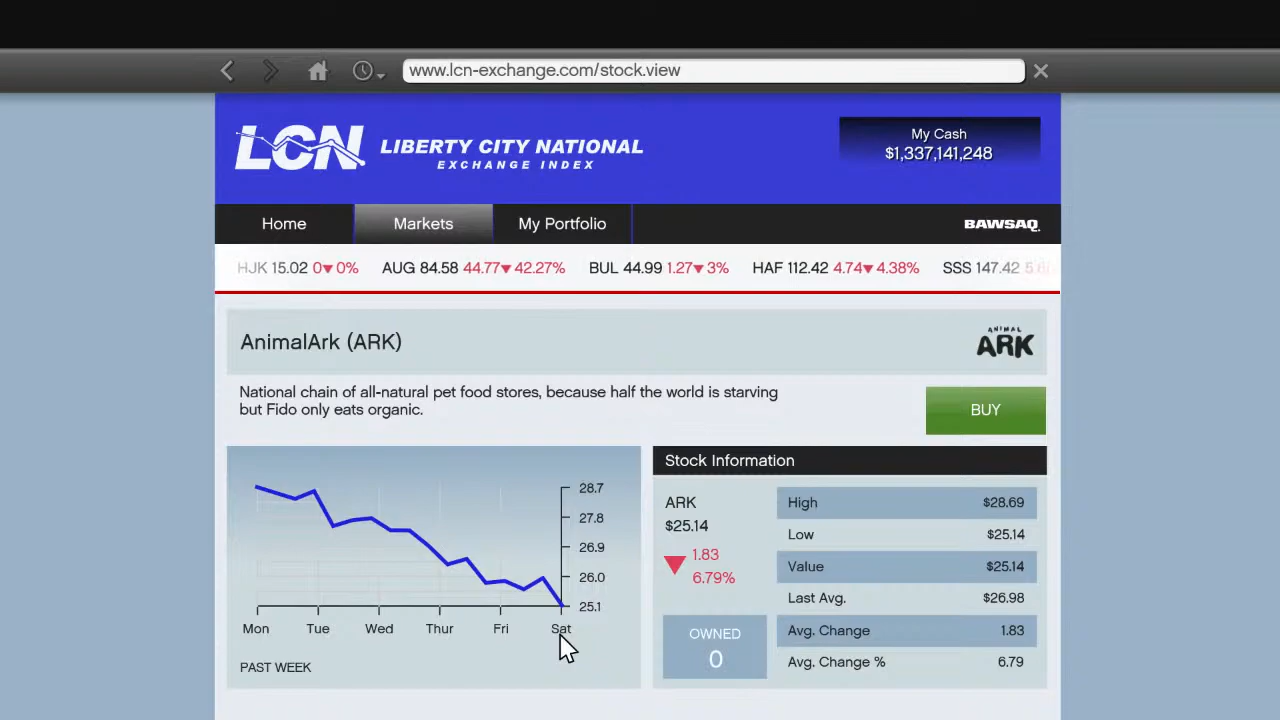 www.lcn-exchange.com/stock.view
LCN LIBERTY CITY NATIONAL
EXCHANGE INDEX
My Cash
$1,337,141,248
Home Markets My Portfolio BAWSAQ
HJK 15.02 0▼0% AUG 84.58 44.77▼42.27% BUL 44.99 1.27▼3% HAF 112.42 4.74▼4.38% SSS 147.42
AnimalArk (ARK)
ANIMAL
ARK
National chain of all-natural pet food stores, because half the world is starving
but Fido only eats organic.
BUY
28.7
27.8
26.9
26.0
25.1
Mon Tue Wed Thur Fri Sat
PAST WEEK
Stock Information
ARK
$25.14
1.83
6.79%
OWNED
0
High $28.69
Low $25.14
Value $25.14
Last Avg. $26.98
Avg. Change 1.83
Avg. Change % 6.79